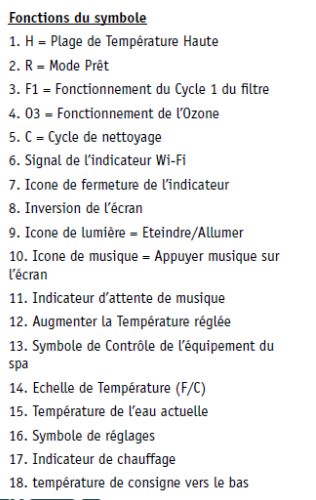 Fonctions du symbole
1. H = Plage de Température Haute
2. R = Mode Prêt
3. F1 = Fonctionnement du Cycle 1 du filtre
4. O3 = Fonctionnement de l’Ozone
5. C = Cycle de nettoyage
6. Signal de l’indicateur Wi-Fi
7. Icone de fermeture de l’indicateur
8. Inversion de l’écran
9. Icone de lumière = Eteindre/Allumer
10. Icone de musique = Appuyer musique sur
l’écran
11. Indicateur d’attente de musique
12. Augmenter la Température réglée
13. Symbole de Contrôle de l’équipement du
spa
14. Echelle de Température (F/C)
15. Température de l’eau actuelle
16. Symbole de réglages
17. Indicateur de chauffage
18. température de consigne vers le bas